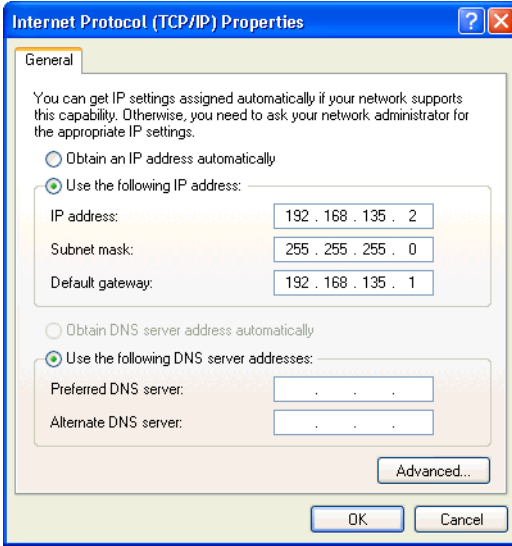 Internet Protocol (TCP/IP) Properties
General
You can get IP settings assigned automatically if your network supports
this capability. Otherwise, you need to ask your network administrator for
the appropriate IP settings.
Obtain an IP address automatically
Use the following IP address:
IP address: 192 . 168 . 135 . 2
Subnet mask: 255 . 255 . 255 . 0
Default gateway: 192 . 168 . 135 . 1
Obtain DNS server address automatically
Use the following DNS server addresses:
Preferred DNS server: . . .
Alternate DNS server: . . .
Advanced...
OK Cancel